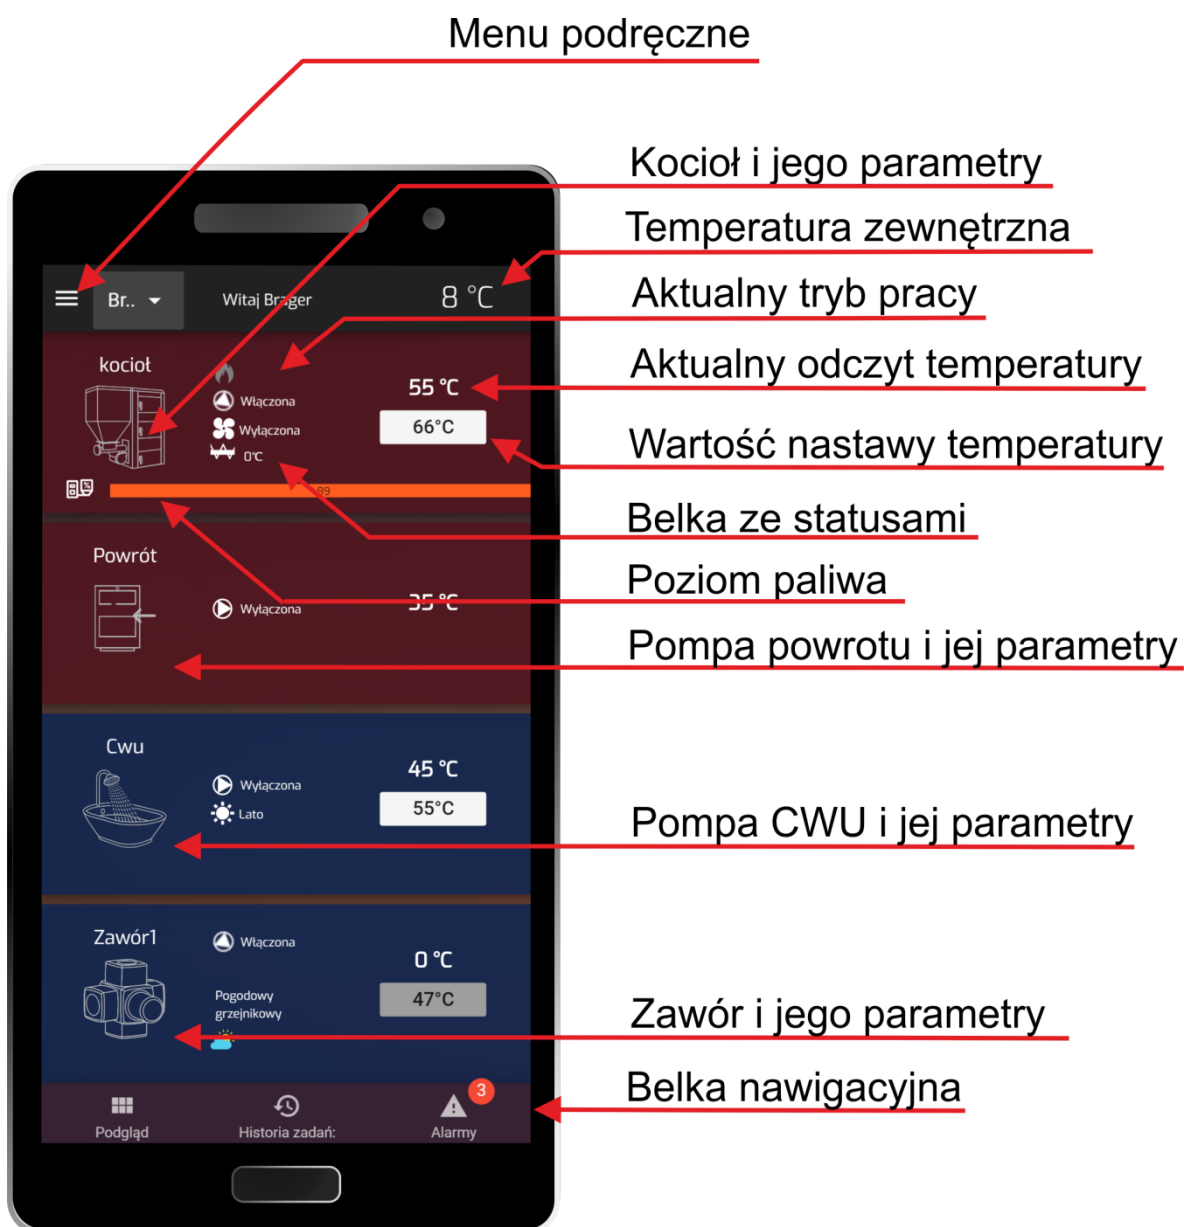 Menu podręczne
Kocioł i jego parametry
Temperatura zewnętrzna
Aktualny tryb pracy
Aktualny odczyt temperatury
Wartość nastawy temperatury
Belka ze statusami
Poziom paliwa
Pompa powrotu i jej parametry
Pompa CWU i jej parametry
Zawór i jego parametry
Belka nawigacyjna
Br..
Witaj Brager
8 °C
kocioł
Włączona
Wyłączona
0°C
55 °C
66°C
99
Powrót
Wyłączona
35 °C
Cwu
Wyłączona
Lato
45 °C
55°C
Zawór1
Włączona
Pogodowy
grzejnikowy
0 °C
47°C
Podgląd
Historia zadań:
Alarmy
3